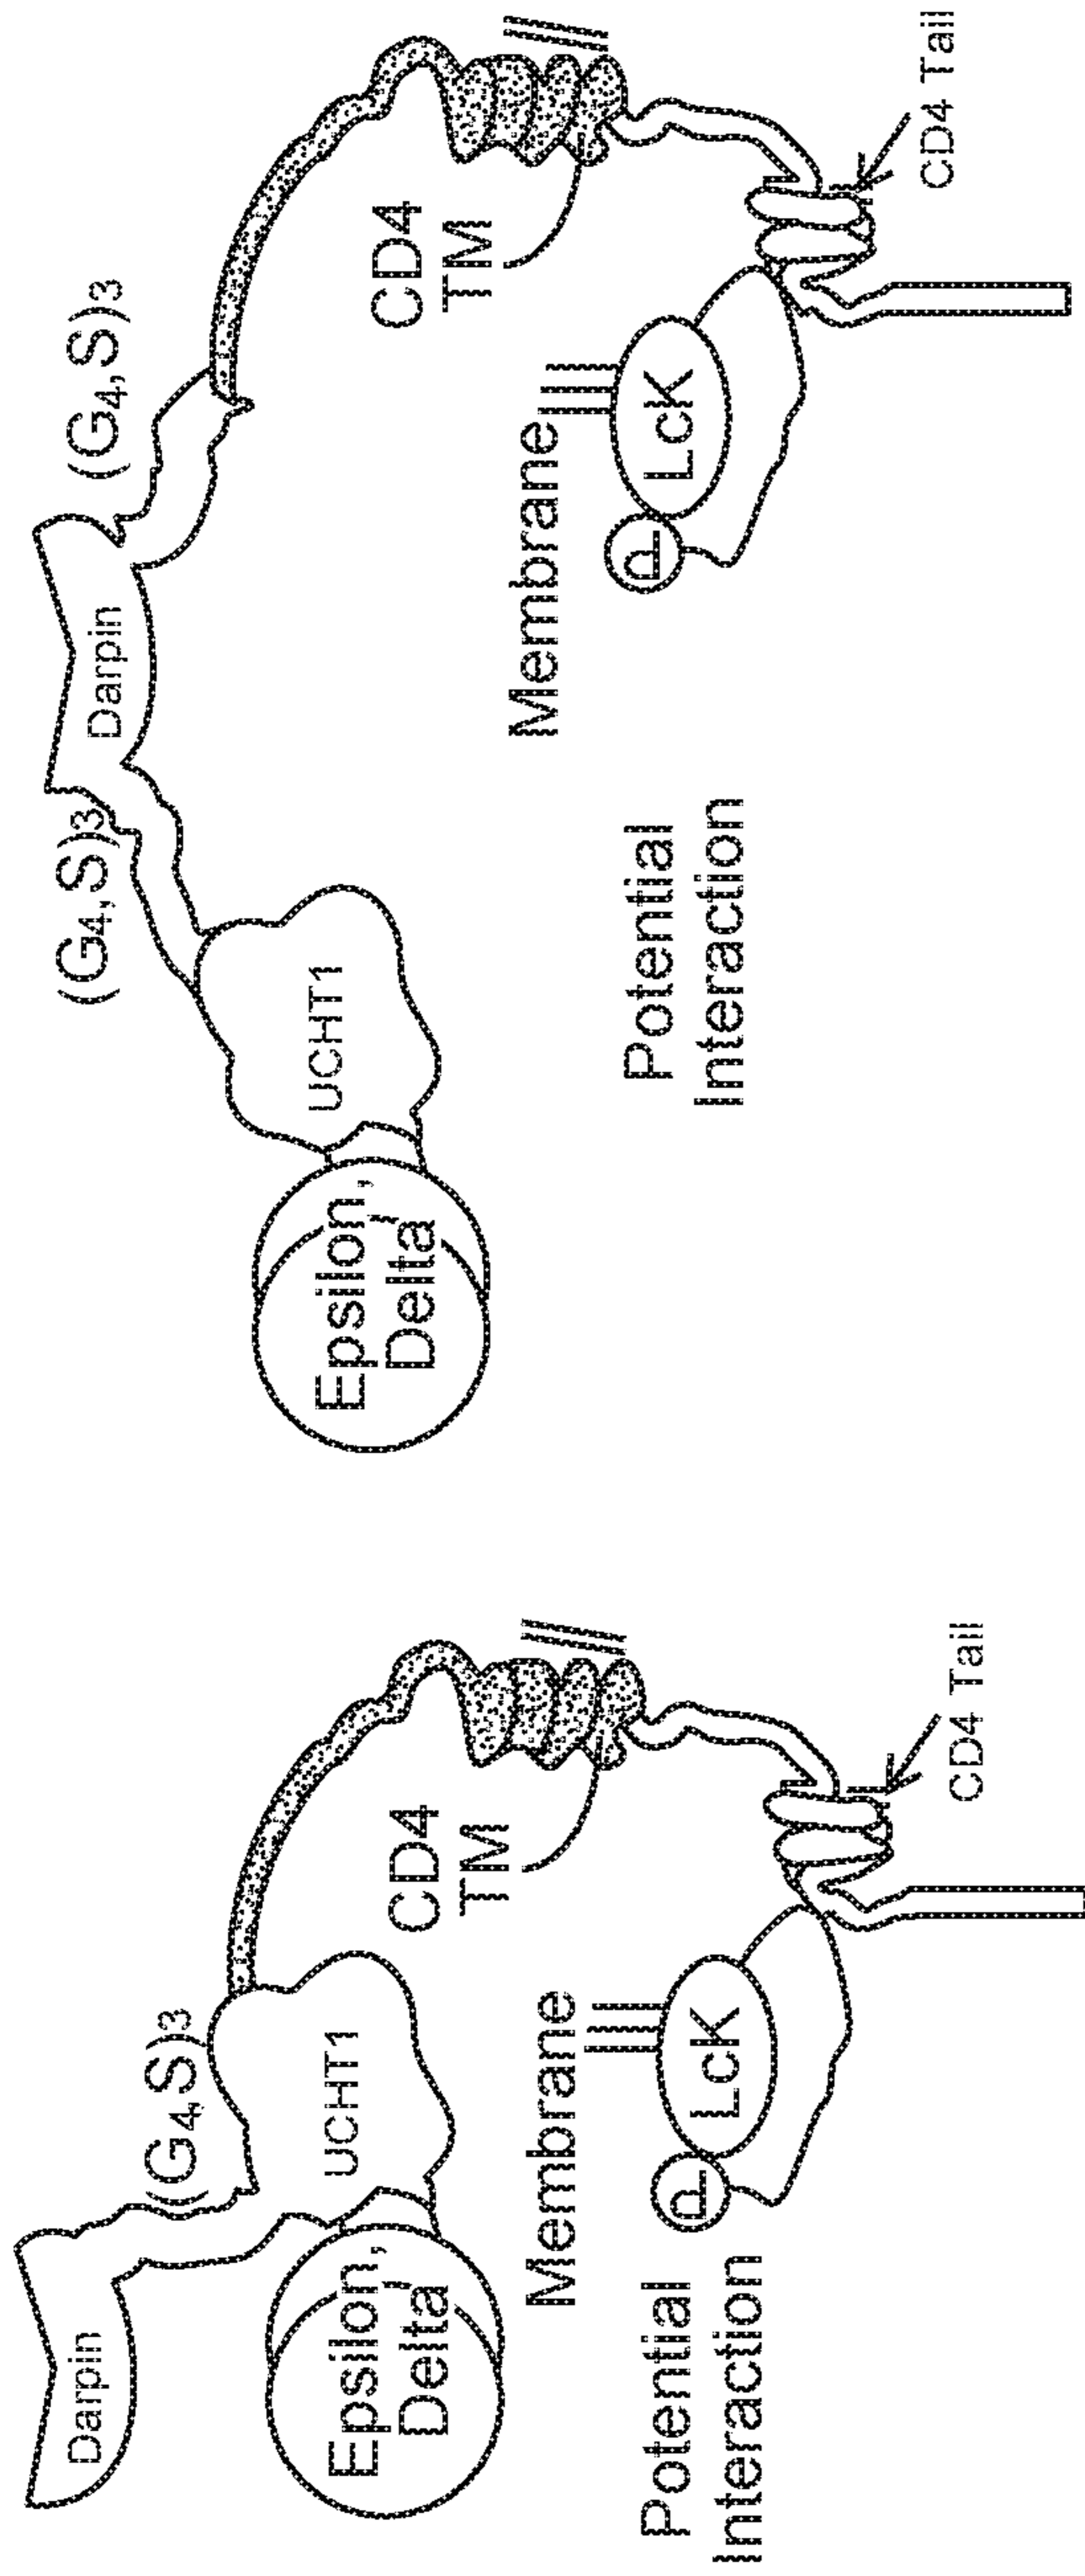 Darpin
(G4,S)3
UCHT1
Epsilon,
Delta
CD4
TM
Membrane
Potential
Interaction
P
LcK
CD4 Tail
(G4,S)3
Darpin
(G4,S)3
UCHT1
Epsilon,
Delta
CD4
TM
Membrane
Potential
Interaction
P
LcK
CD4 Tail